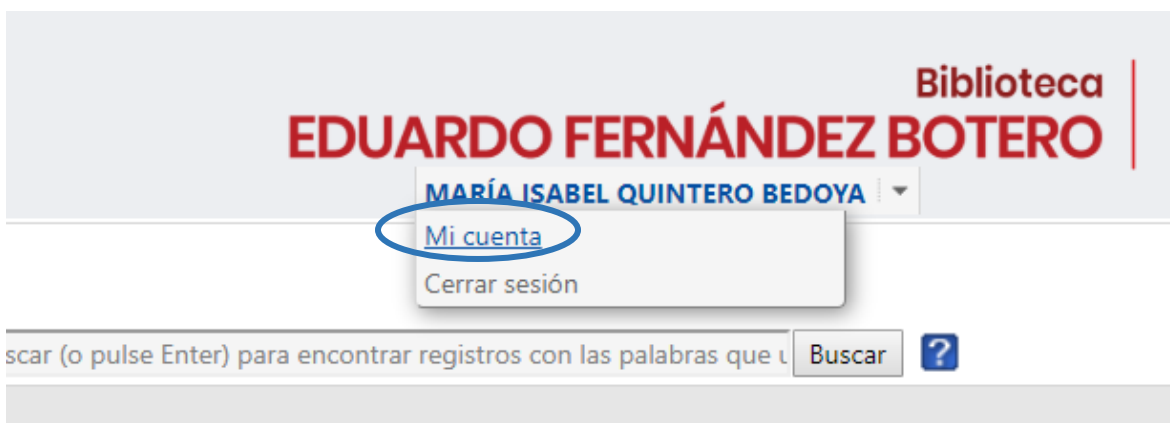 Biblioteca
EDUARDO FERNÁNDEZ BOTERO
MARÍA ISABEL QUINTERO BEDOYA
Mi cuenta
Cerrar sesión
scar (o pulse Enter) para encontrar registros con las palabras que u Buscar ?